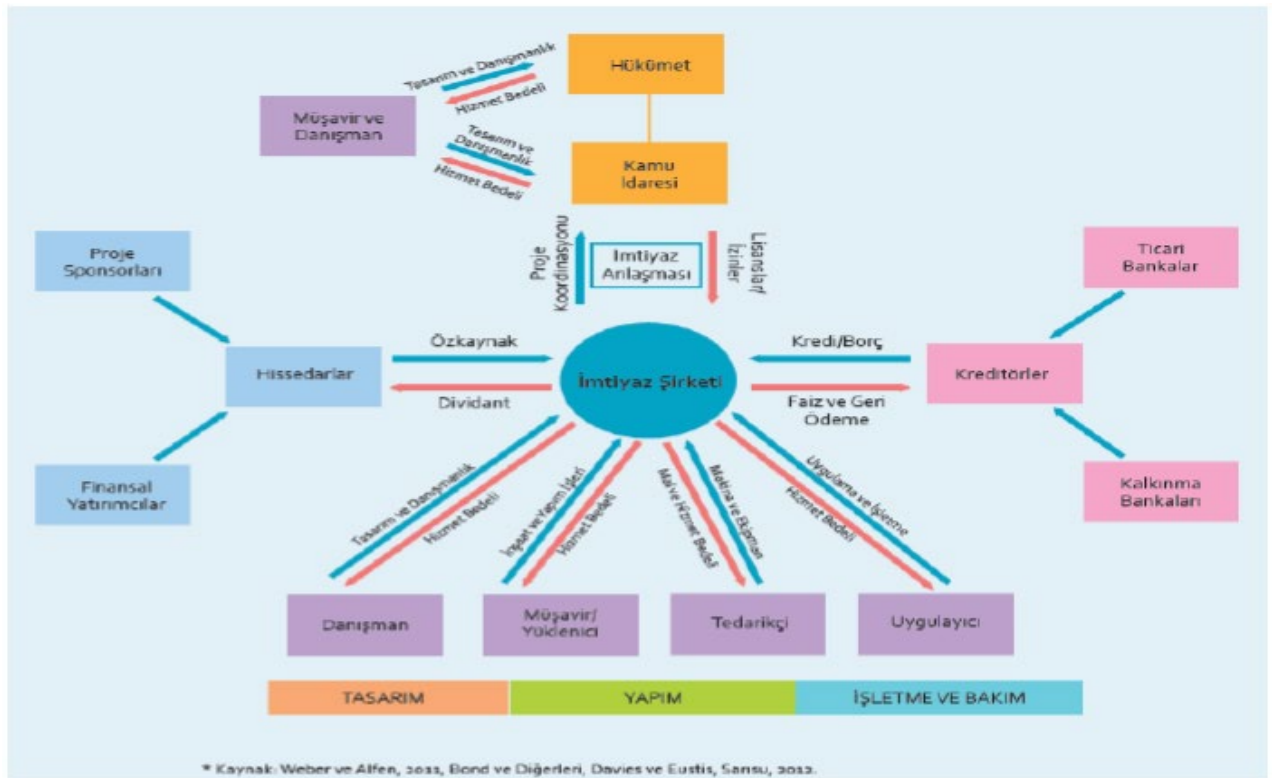 Tasarım ve Danışmanlık
Hizmet Bedeli
Hükümet
Müşavir ve
Danışman
Tasarım ve
Danışmanlık
Hizmet Bedeli
Kamu
İdaresi
Proje
Koordinasyonu
İmtiyaz
Anlaşması
Lisanslar/
İzinler
Proje
Sponsorları
Ticari
Bankalar
Hissedarlar
Özkaynak
Dividant
İmtiyaz Şirketi
Kredi/Borç
Faiz ve Geri
Ödeme
Kreditörler
Finansal
Yatırımcılar
Kalkınma
Bankaları
Tasarım ve Danışmanlık
Hizmet Bedeli
İnşaat ve Yapım İşleri
Hizmet Bedeli
Mal ve Hizmet Bedeli
Makina ve Ekipman
Uygulama ve İşletme
Hizmet Bedeli
Danışman
Müşavir/
Yüklenici
Tedarikçi
Uygulayıcı
TASARIM
YAPIM
İŞLETME VE BAKIM
* Kaynak: Weber ve Alfen, 2011, Bond ve Diğerleri, Davies ve Eustis, Sarısu, 2012.